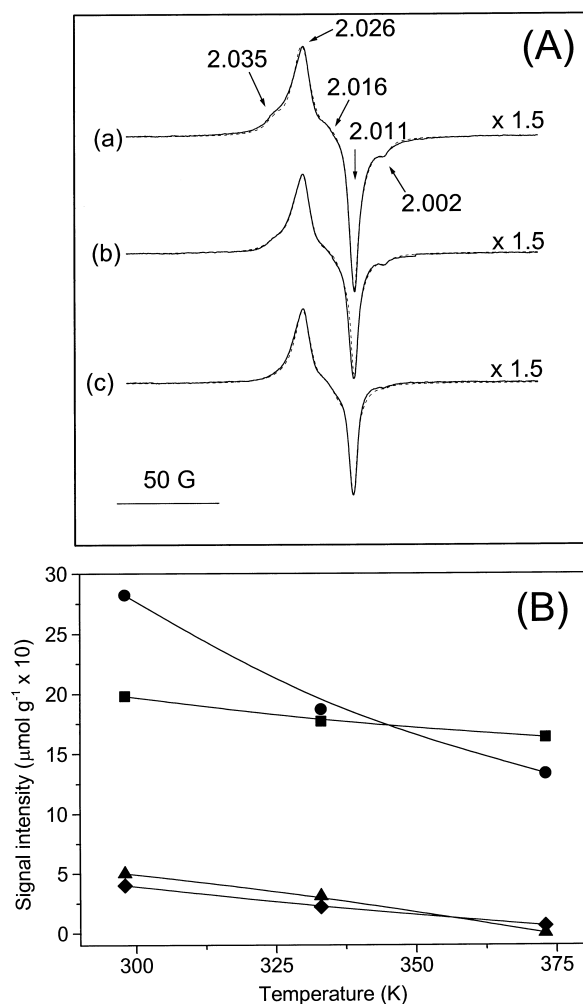 (A)
2.026
2.035
2.016
2.011
x 1.5
(a)
2.002
(b)
x 1.5
(c)
x 1.5
50 G
(B)
30
25
20
15
10
5
0
Signal intensity (μmol g⁻¹ x 10)
300 325 350 375
Temperature (K)